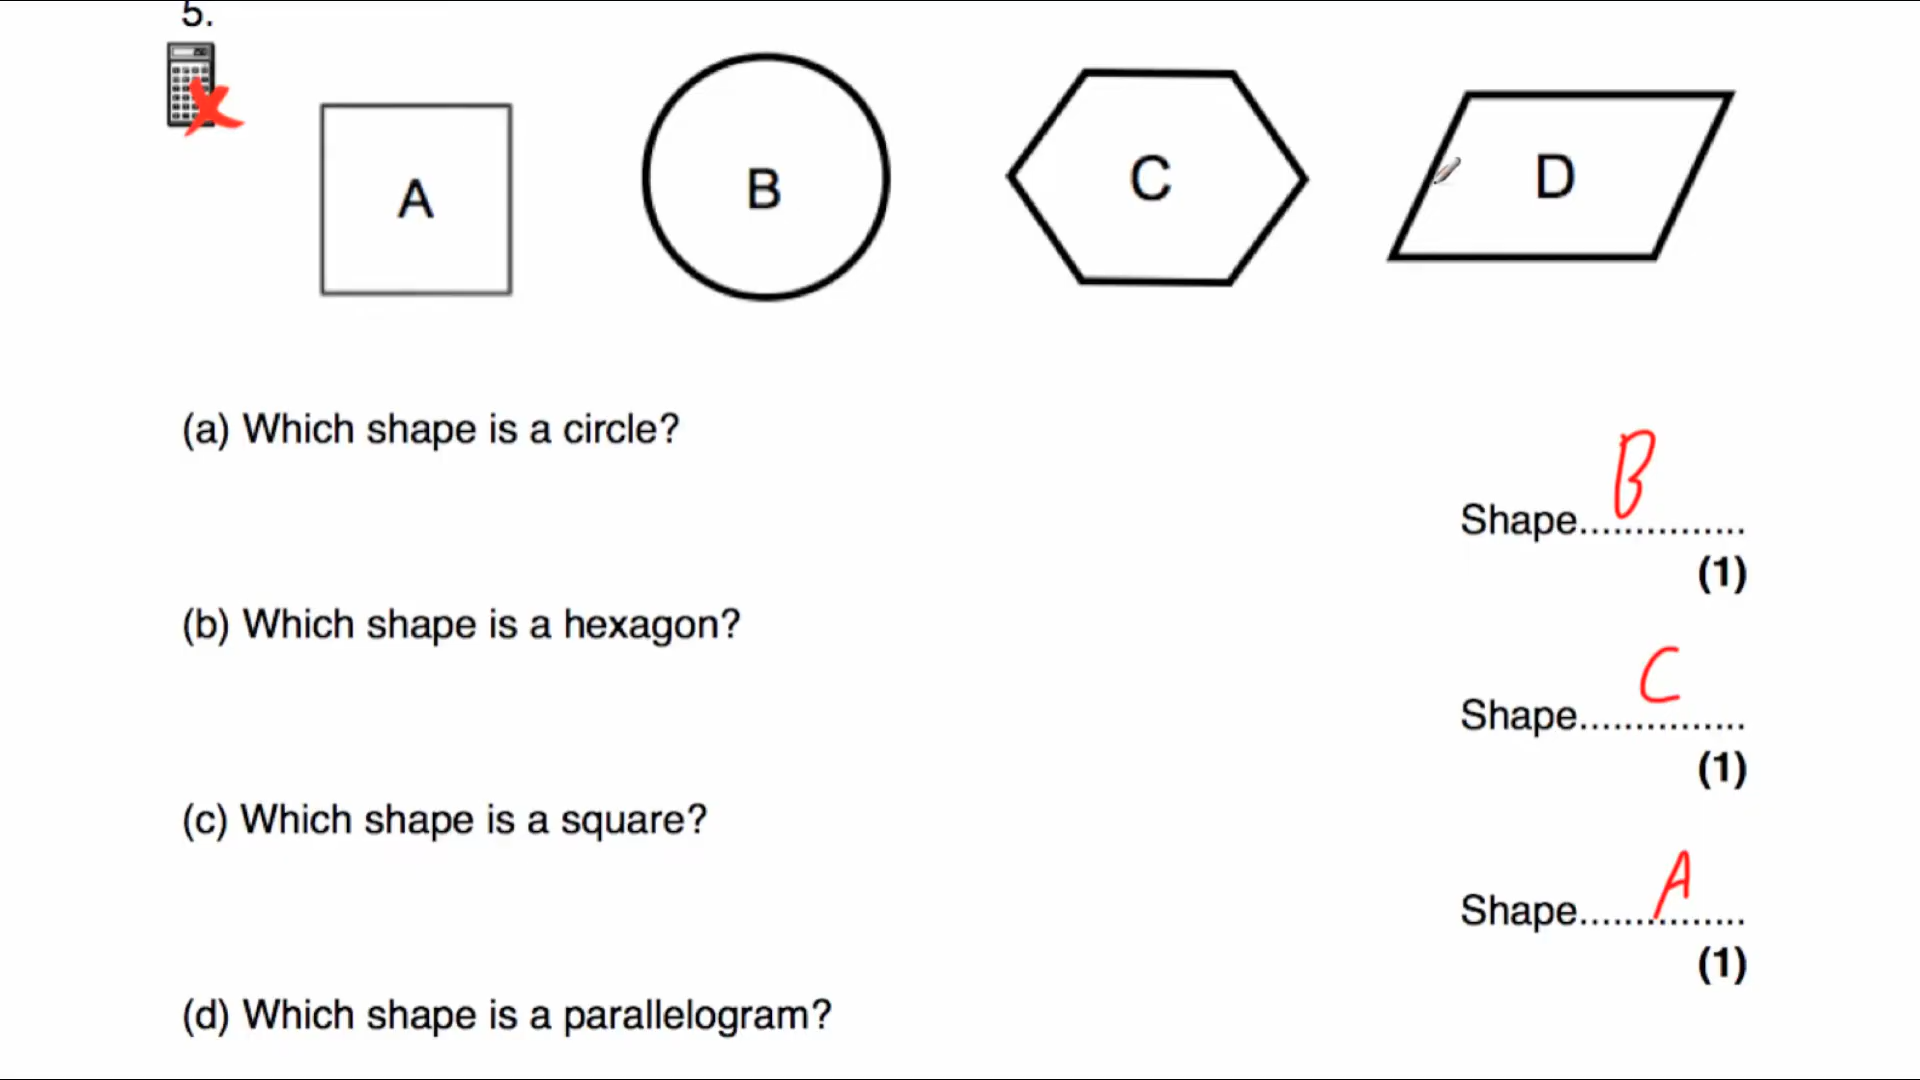 5.
A
B
C
D
(a) Which shape is a circle?
B
Shape...............
(1)
(b) Which shape is a hexagon?
C
Shape...............
(1)
(c) Which shape is a square?
A
Shape...............
(1)
(d) Which shape is a parallelogram?